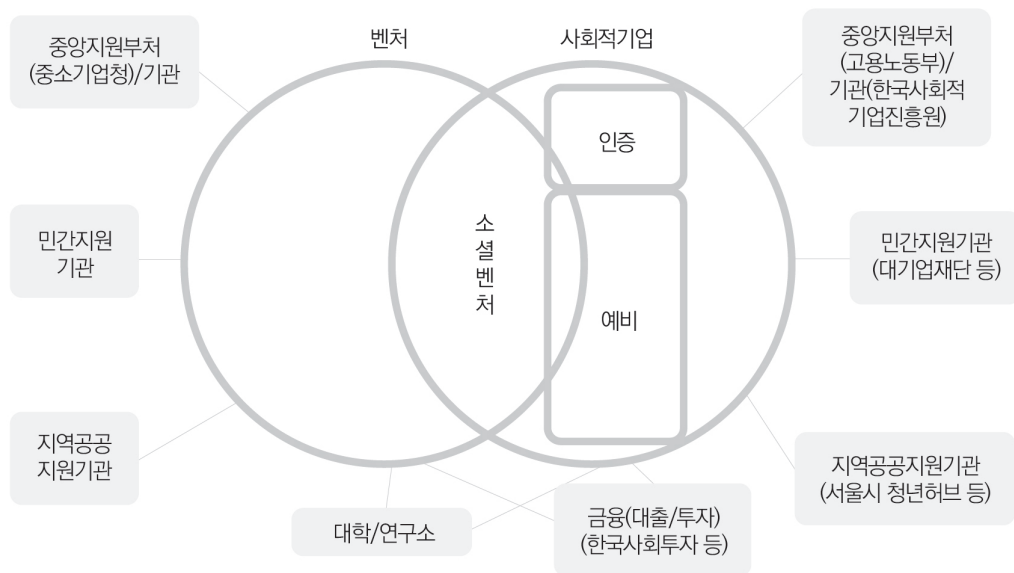 벤처
사회적기업
중앙지원부처
(중소기업청)/기관
중앙지원부처
(고용노동부)/
기관(한국사회적
기업진흥원)
인증
민간지원
기관
소
셜
벤
처
민간지원기관
(대기업재단 등)
예비
지역공공
지원기관
지역공공지원기관
(서울시 청년허브 등)
대학/연구소
금융(대출/투자)
(한국사회투자 등)